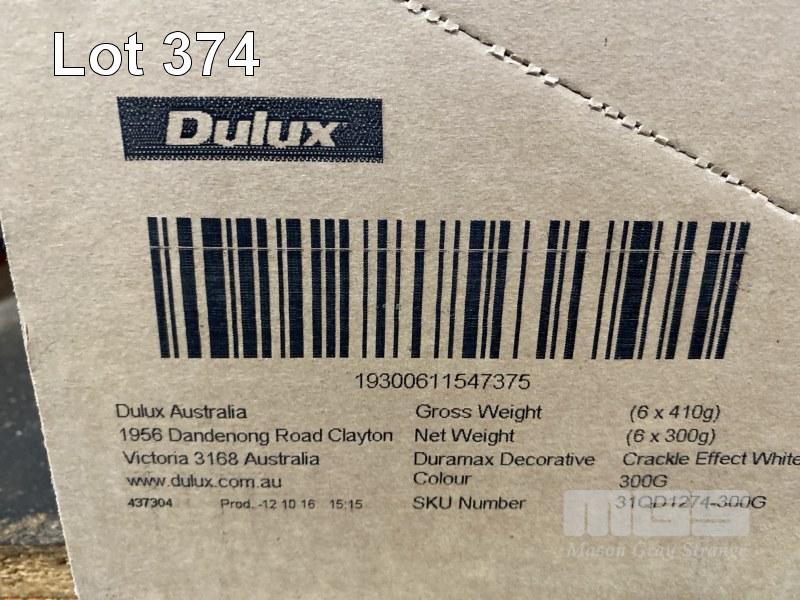 Lot 374
Dulux
19300611547375
Dulux Australia Gross Weight (6 x 410g)
1956 Dandenong Road Clayton Net Weight (6 x 300g)
Victoria 3168 Australia Duramax Decorative Crackle Effect White
www.dulux.com.au Colour 300G
437304 Prod.-12 10 16 15:15 SKU Number 31QD1274-300G
MGS
Mason Gray Strange